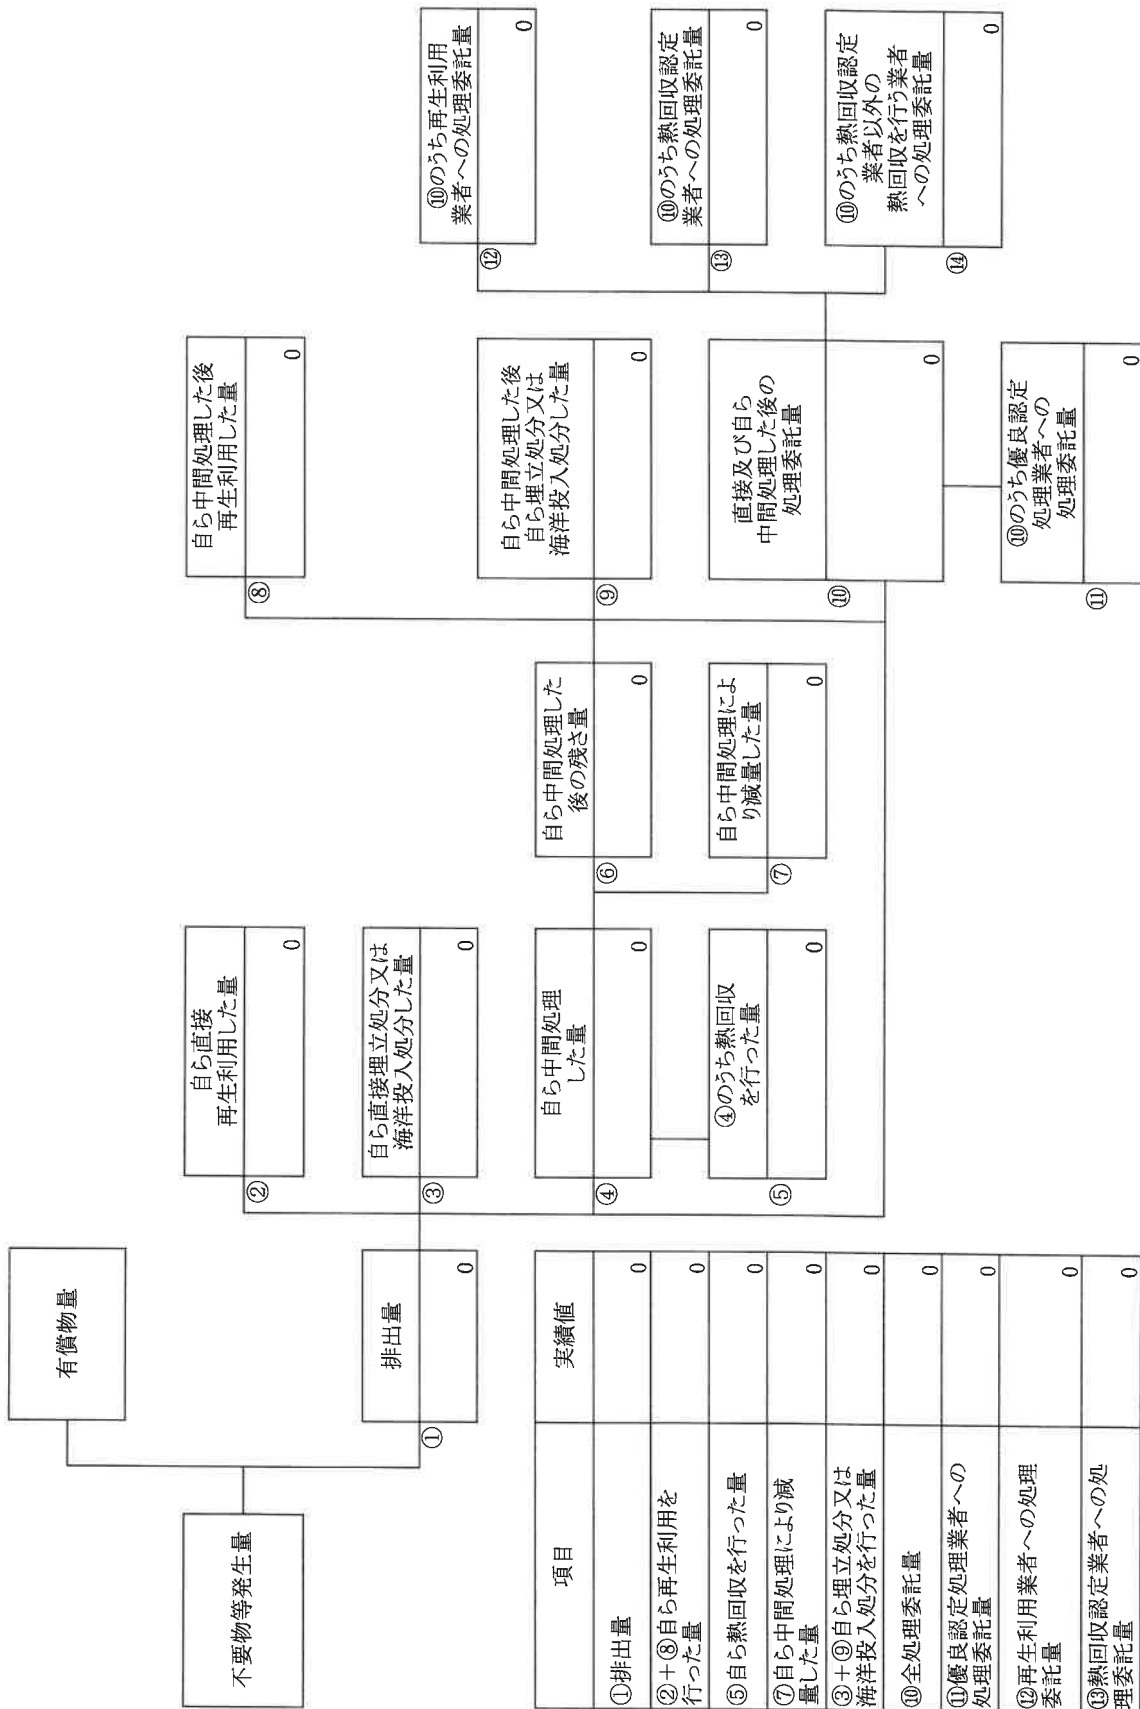 不要物等発生量
有償物量
排出量
①
0
自ら直接
再生利用した量
②
0
自ら直接埋立処分又は
海洋投入処分した量
③
0
自ら中間処理
した量
④
0
④のうち熱回収
を行った量
⑤
0
自ら中間処理した
後の残さ量
⑥
0
自ら中間処理によ
り減量した量
⑦
0
自ら中間処理した後
再生利用した量
⑧
0
自ら中間処理した後
自ら埋立処分又は
海洋投入処分した量
⑨
0
直接及び自ら
中間処理した後の
処理委託量
⑩
0
⑩のうち優良認定
処理業者への
処理委託量
⑪
0
⑩のうち再生利用
業者への処理委託量
⑫
0
⑩のうち熱回収認定
業者への処理委託量
⑬
0
⑩のうち熱回収認定
業者以外の
熱回収を行う業者
への処理委託量
⑭
0
項目 実績値
①排出量 0
②+⑧自ら再生利用を
行った量 0
⑤自ら熱回収を行った量 0
⑦自ら中間処理により減
量した量 0
③+⑨自ら埋立処分又は
海洋投入処分を行った量 0
⑩全処理委託量 0
⑪優良認定処理業者への
処理委託量 0
⑫再生利用業者への処理
委託量 0
⑬熱回収認定業者への処
理委託量 0